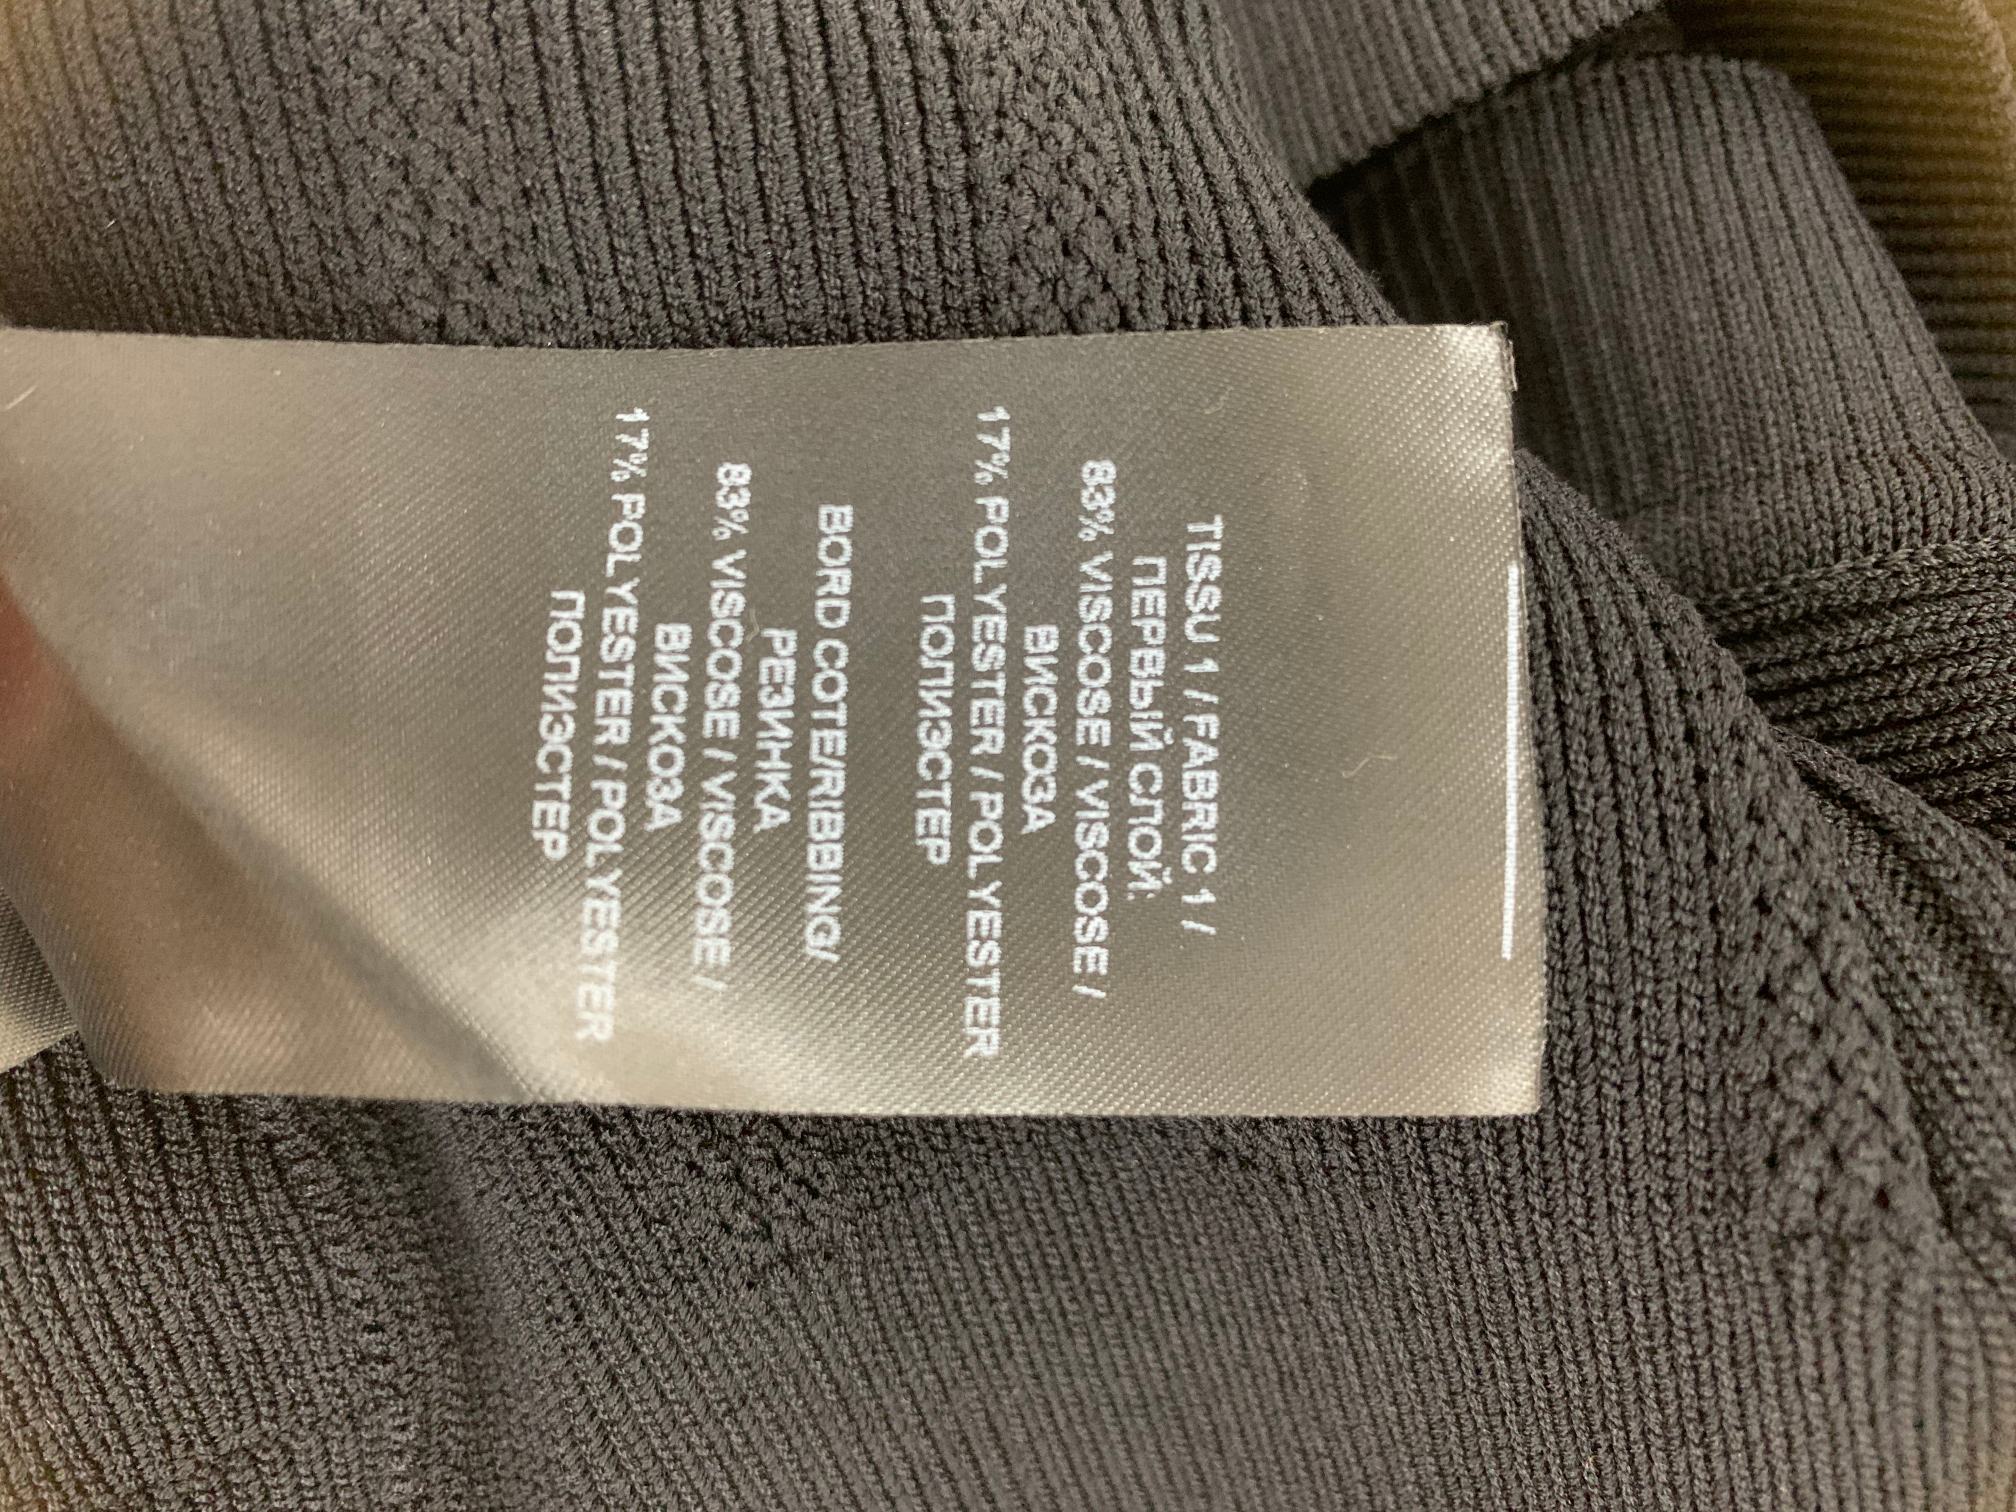 TISSU 1 / FABRIC 1 /
ПЕРВЫЙ СЛОЙ:
83% VISCOSE / VISCOSE /
ВИСКОЗА
17% POLYESTER / POLYESTER
ПОЛИЭСТЕР
BORD COTE/RIBBING/
РЕЗИНКА
83% VISCOSE / VISCOSE /
ВИСКОЗА
17% POLYESTER / POLYESTER
ПОЛИЭСТЕР